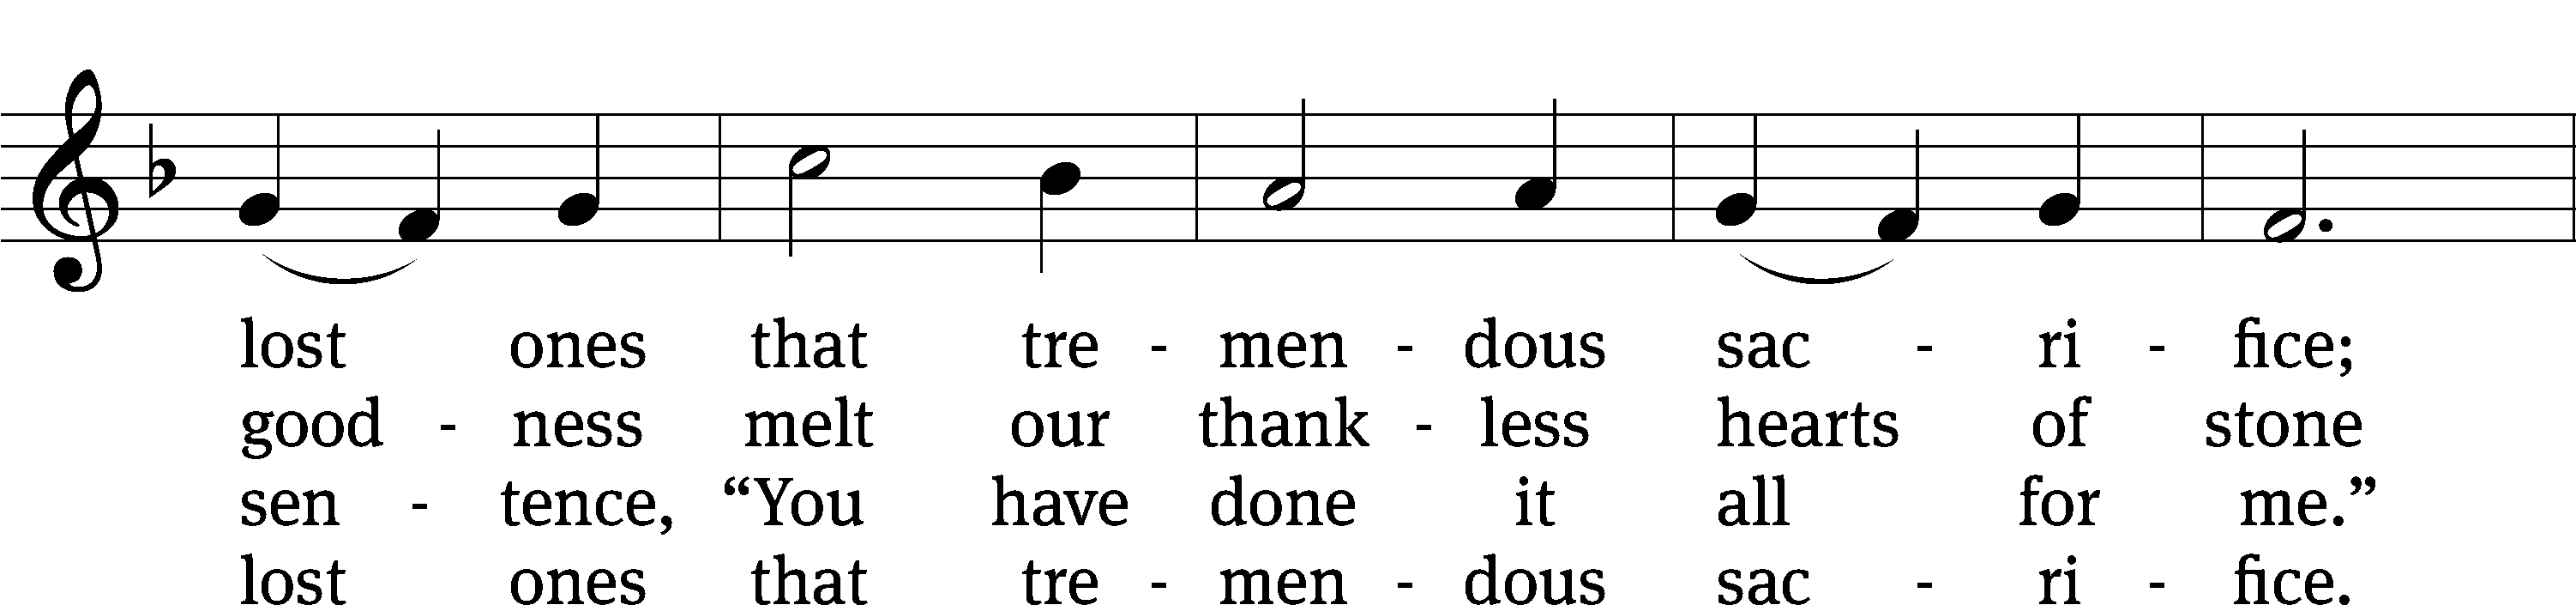 lost ones that tre - men - dous sac - ri - fice;
good - ness melt our thank - less hearts of stone
sen - tence, “You have done it all for me.”
lost ones that tre - men - dous sac - ri - fice.